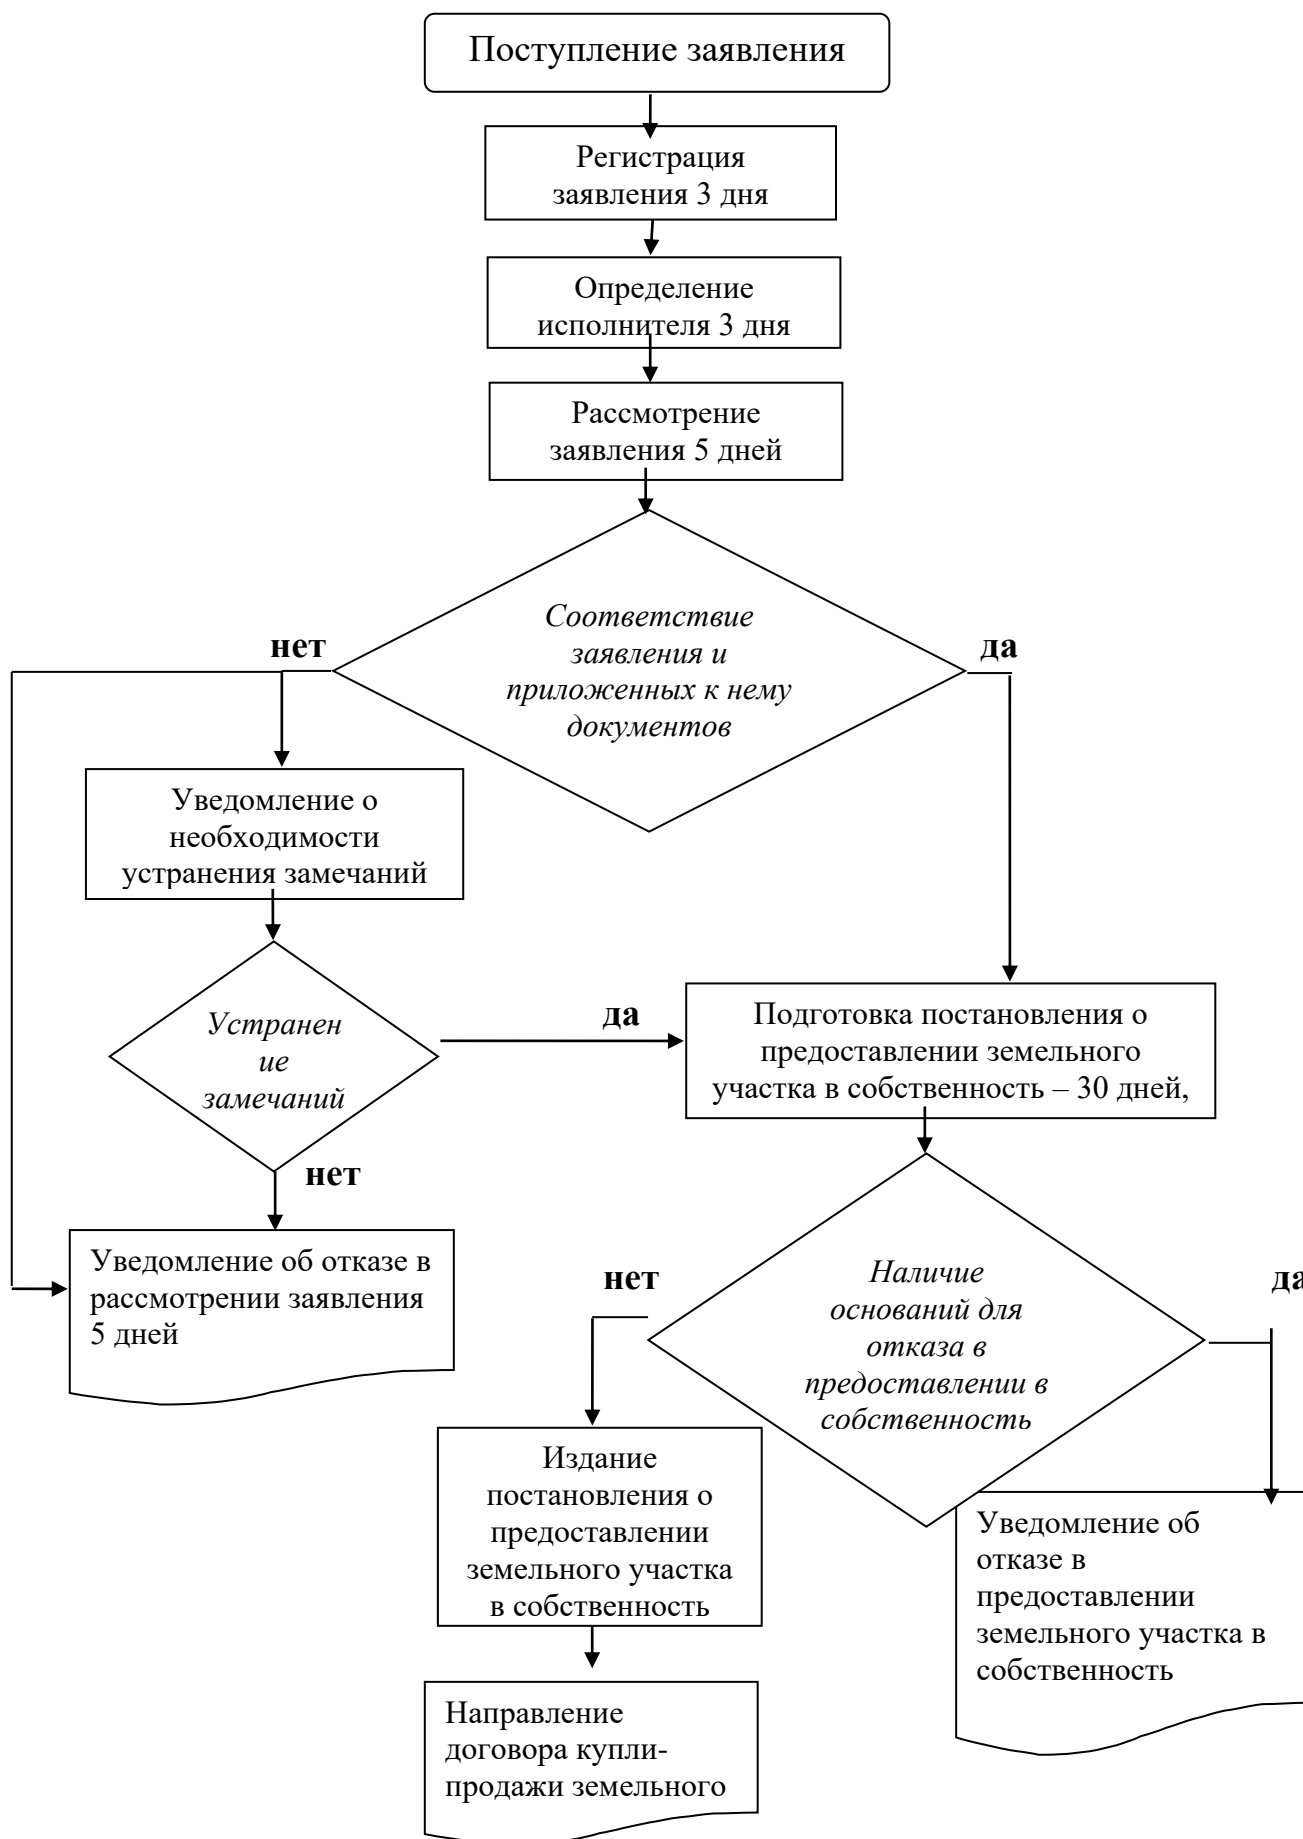 Поступление заявления
Регистрация
заявления 3 дня
Определение
исполнителя 3 дня
Рассмотрение
заявления 5 дней
Соответствие
заявления и
приложенных к нему
документов
нет
да
Уведомление о
необходимости
устранения замечаний
Устранен
ие
замечаний
да
Подготовка постановления о
предоставлении земельного
участка в собственность – 30 дней,
нет
Уведомление об отказе в
рассмотрении заявления
5 дней
Наличие
оснований для
отказа в
предоставлении в
собственность
нет
да
Издание
постановления о
предоставлении
земельного участка
в собственность
Уведомление об
отказе в
предоставлении
земельного участка в
собственность
Направление
договора купли-
продажи земельного